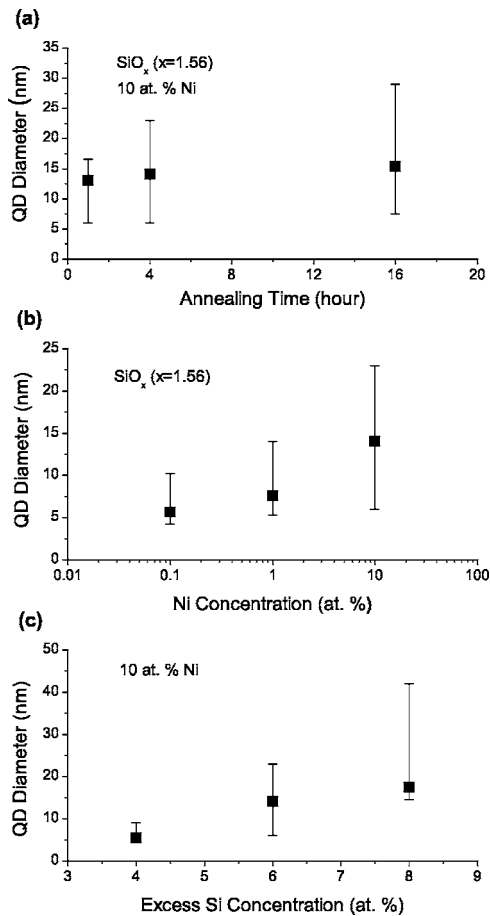 (a)
35
30
25
20
15
10
5
0
QD Diameter (nm)
SiOx (x=1.56)
10 at. % Ni
0 4 8 12 16 20
Annealing Time (hour)
(b)
25
20
15
10
5
0
QD Diameter (nm)
SiOx (x=1.56)
0.01 0.1 1 10 100
Ni Concentration (at. %)
(c)
50
40
30
20
10
0
QD Diameter (nm)
10 at. % Ni
3 4 5 6 7 8 9
Excess Si Concentration (at. %)